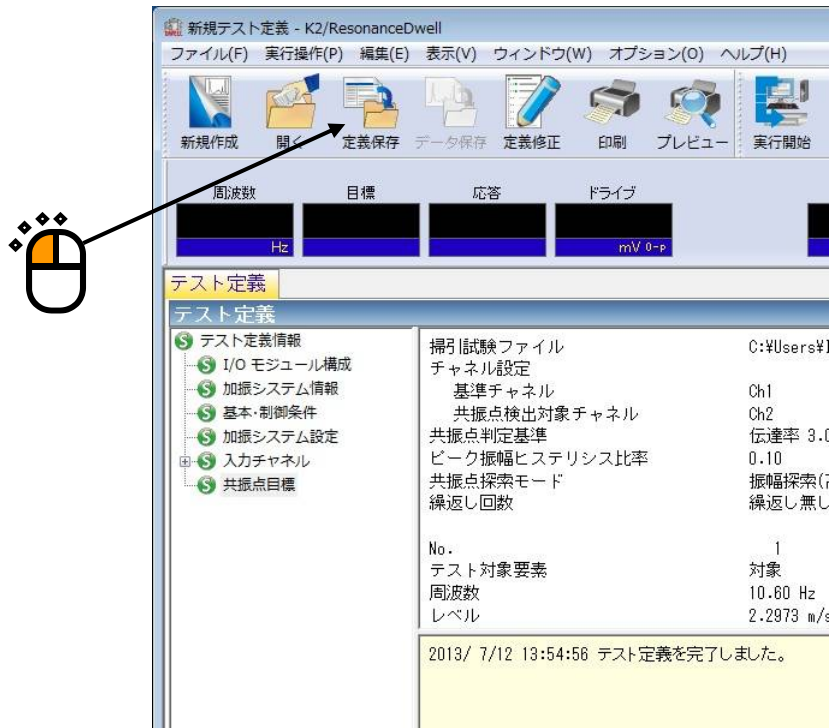 新規テスト定義 - K2/ResonanceDwell
ファイル(F) 実行操作(P) 編集(E) 表示(V) ウィンドウ(W) オプション(O) ヘルプ(H)
新規作成 開く 定義保存 データ保存 定義修正 印刷 プレビュー 実行開始
周波数 目標 応答 ドライブ
Hz mV 0-p
テスト定義
テスト定義
テスト定義情報
I/O モジュール構成
加振システム情報
基本・制御条件
加振システム設定
入力チャネル
共振点目標
掃引試験ファイル C:¥Users¥
チャネル設定
基準チャネル Ch1
共振点検出対象チャネル Ch2
共振点判定基準 伝達率 3.0
ピーク振幅ヒステリシス比率 0.10
共振点探索モード 振幅探索(
繰返し回数 繰返し無し
No. 1
テスト対象要素 対象
周波数 10.60 Hz
レベル 2.2973 m/s
2013/ 7/12 13:54:56 テスト定義を完了しました。